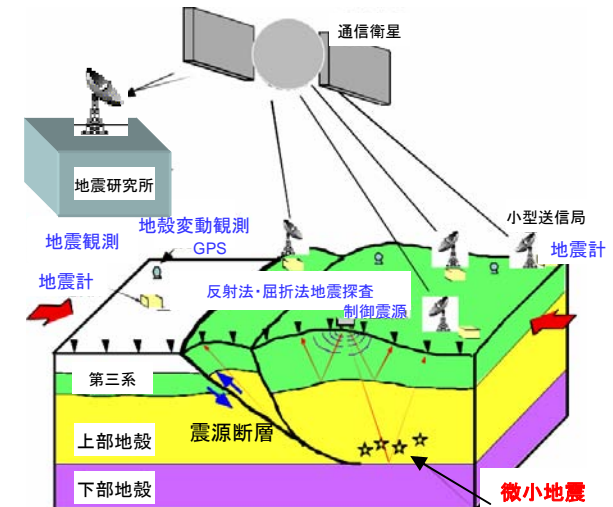 通信衛星
地震研究所
小型送信局
地殻変動観測
地震観測
GPS
地震計
地震計
反射法・屈折法地震探査
制御震源
第三系
上部地殻
震源断層
下部地殻
微小地震